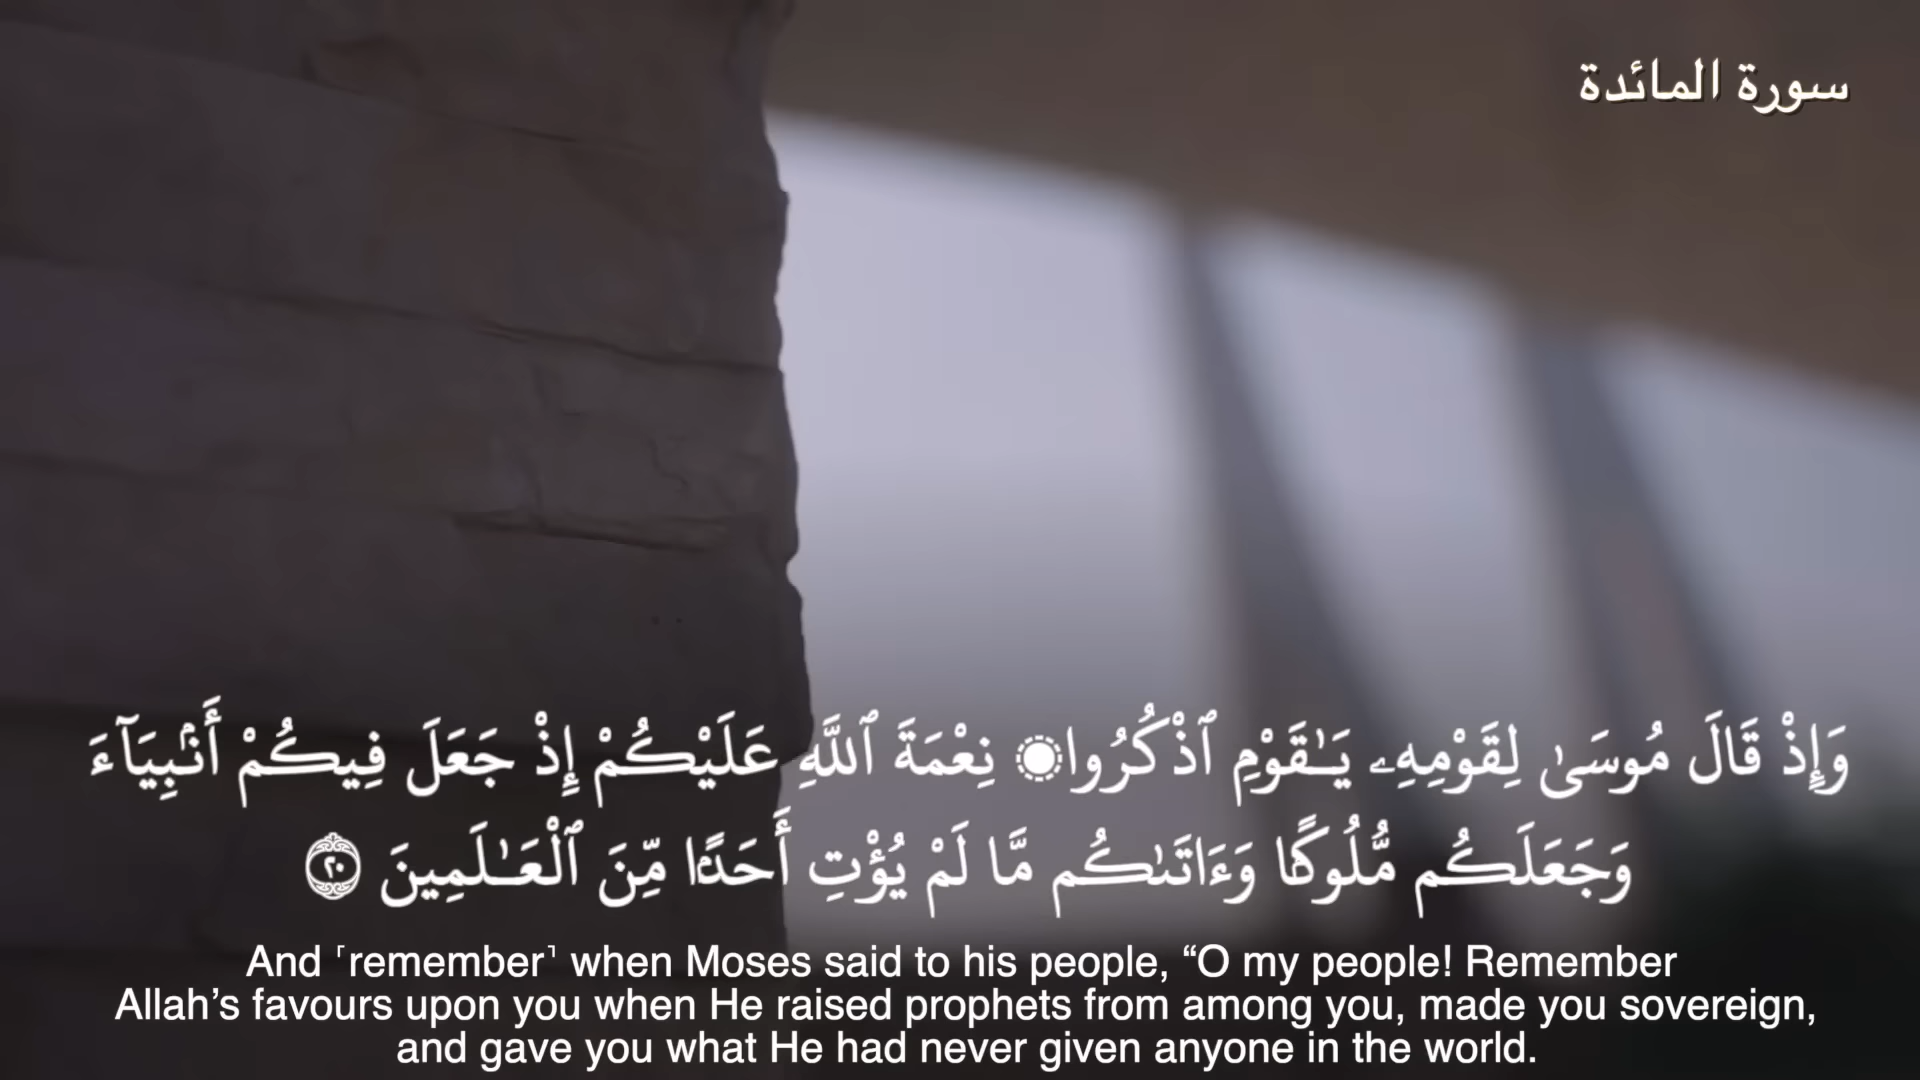 سورة المائدة
وَإِذْ قَالَ مُوسَىٰ لِقَوْمِهِۦ يَـٰقَوْمِ ٱذْكُرُوا۟ نِعْمَةَ ٱللَّهِ عَلَيْكُمْ إِذْ جَعَلَ فِيكُمْ أَنۢبِيَآءَ
وَجَعَلَكُم مُّلُوكًا وَءَاتَىٰكُم مَّا لَمْ يُؤْتِ أَحَدًۭا مِّنَ ٱلْعَـٰلَمِينَ ٢٠
And ˹remember˺ when Moses said to his people, “O my people! Remember
Allah’s favours upon you when He raised prophets from among you, made you sovereign,
and gave you what He had never given anyone in the world.